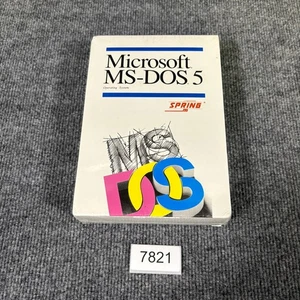 Microsoft
MS-DOS 5
Operating System
SPRING
MS
DOS
7821